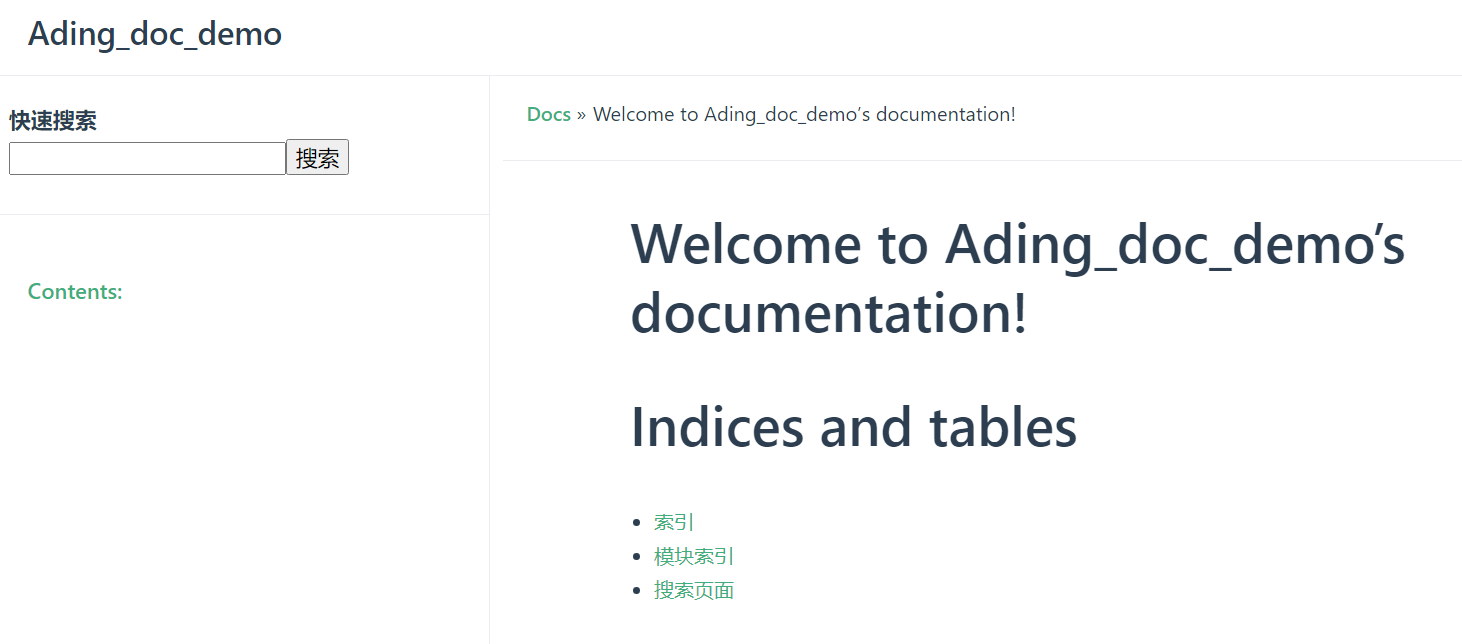 Ading_doc_demo
快速搜索
搜索
Contents:
Docs » Welcome to Ading_doc_demo’s documentation!
Welcome to Ading_doc_demo’s
documentation!
Indices and tables
索引
模块索引
搜索页面